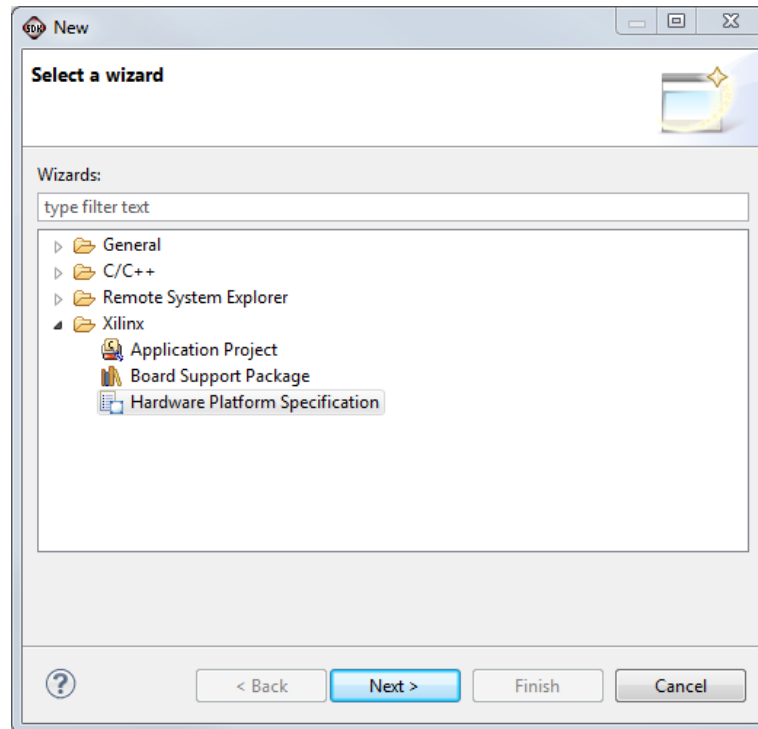 SDK New
Select a wizard
Wizards:
type filter text
General
C/C++
Remote System Explorer
Xilinx
Application Project
Board Support Package
Hardware Platform Specification
? < Back Next > Finish Cancel